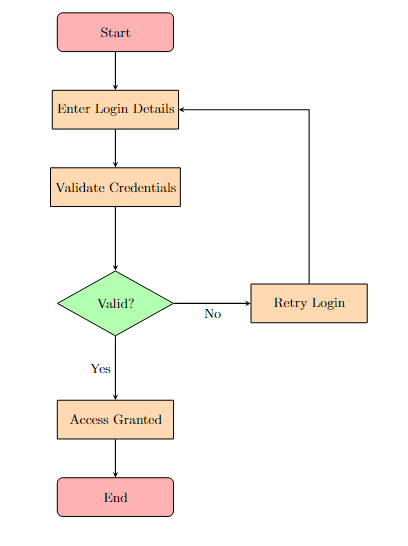 Start
Enter Login Details
Validate Credentials
Valid?
No
Retry Login
Yes
Access Granted
End